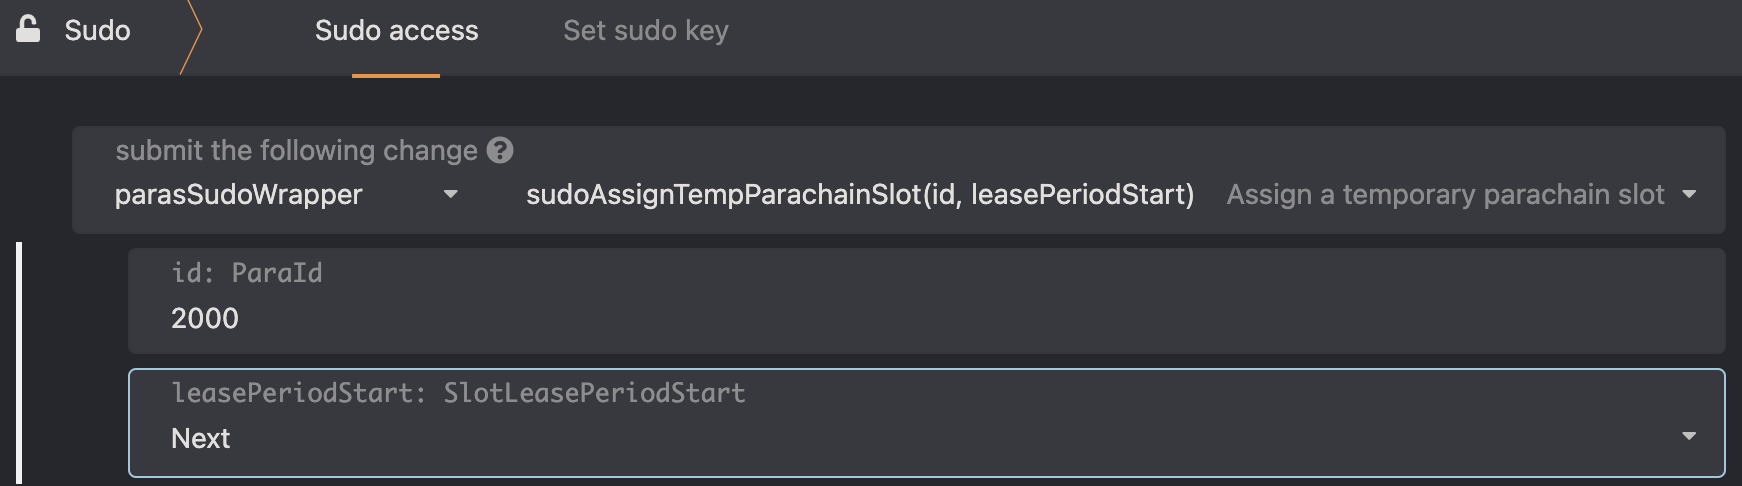 Sudo Sudo access Set sudo key
submit the following change ?
parasSudoWrapper sudoAssignTempParachainSlot(id, leasePeriodStart) Assign a temporary parachain slot
id: ParaId
2000
leasePeriodStart: SlotLeasePeriodStart
Next